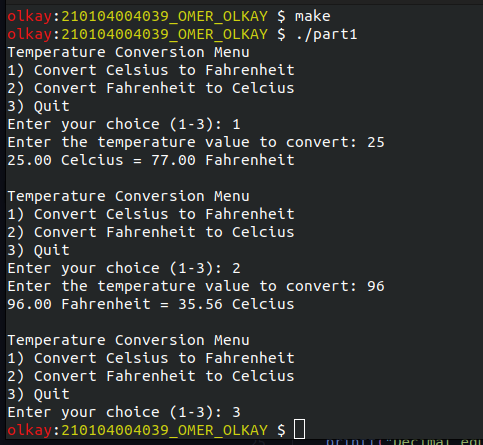 olkay:210104004039_OMER_OLKAY $ make
olkay:210104004039_OMER_OLKAY $ ./part1
Temperature Conversion Menu
1) Convert Celsius to Fahrenheit
2) Convert Fahrenheit to Celcius
3) Quit
Enter your choice (1-3): 1
Enter the temperature value to convert: 25
25.00 Celcius = 77.00 Fahrenheit

Temperature Conversion Menu
1) Convert Celsius to Fahrenheit
2) Convert Fahrenheit to Celcius
3) Quit
Enter your choice (1-3): 2
Enter the temperature value to convert: 96
96.00 Fahrenheit = 35.56 Celcius

Temperature Conversion Menu
1) Convert Celsius to Fahrenheit
2) Convert Fahrenheit to Celcius
3) Quit
Enter your choice (1-3): 3
olkay:210104004039_OMER_OLKAY $